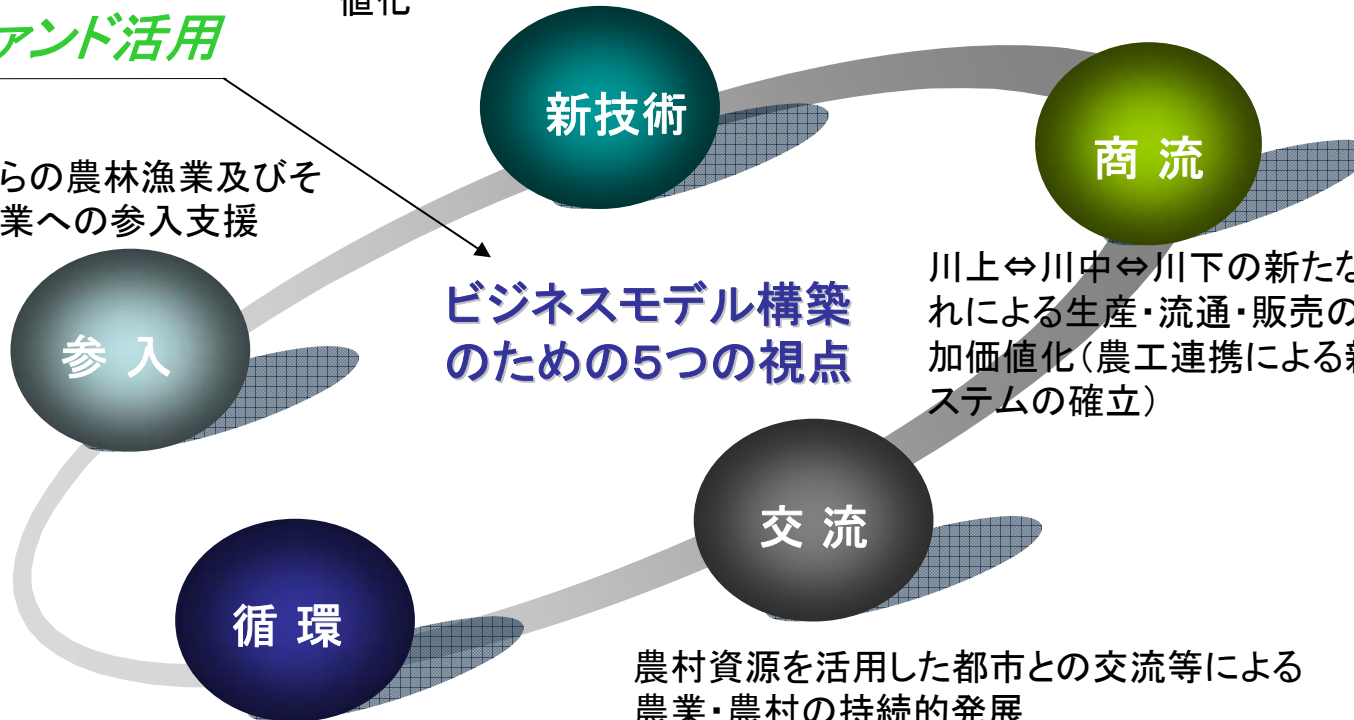 値化
ァンド活用
新技術
商 流
らの農林漁業及びそ
業への参入支援
参 入
ビジネスモデル構築
のための5つの視点
川上⇔川中⇔川下の新たな
れによる生産・流通・販売の
加価値化(農工連携による新
ステムの確立)
交 流
循 環
農村資源を活用した都市との交流等による
農業・農村の持続的発展